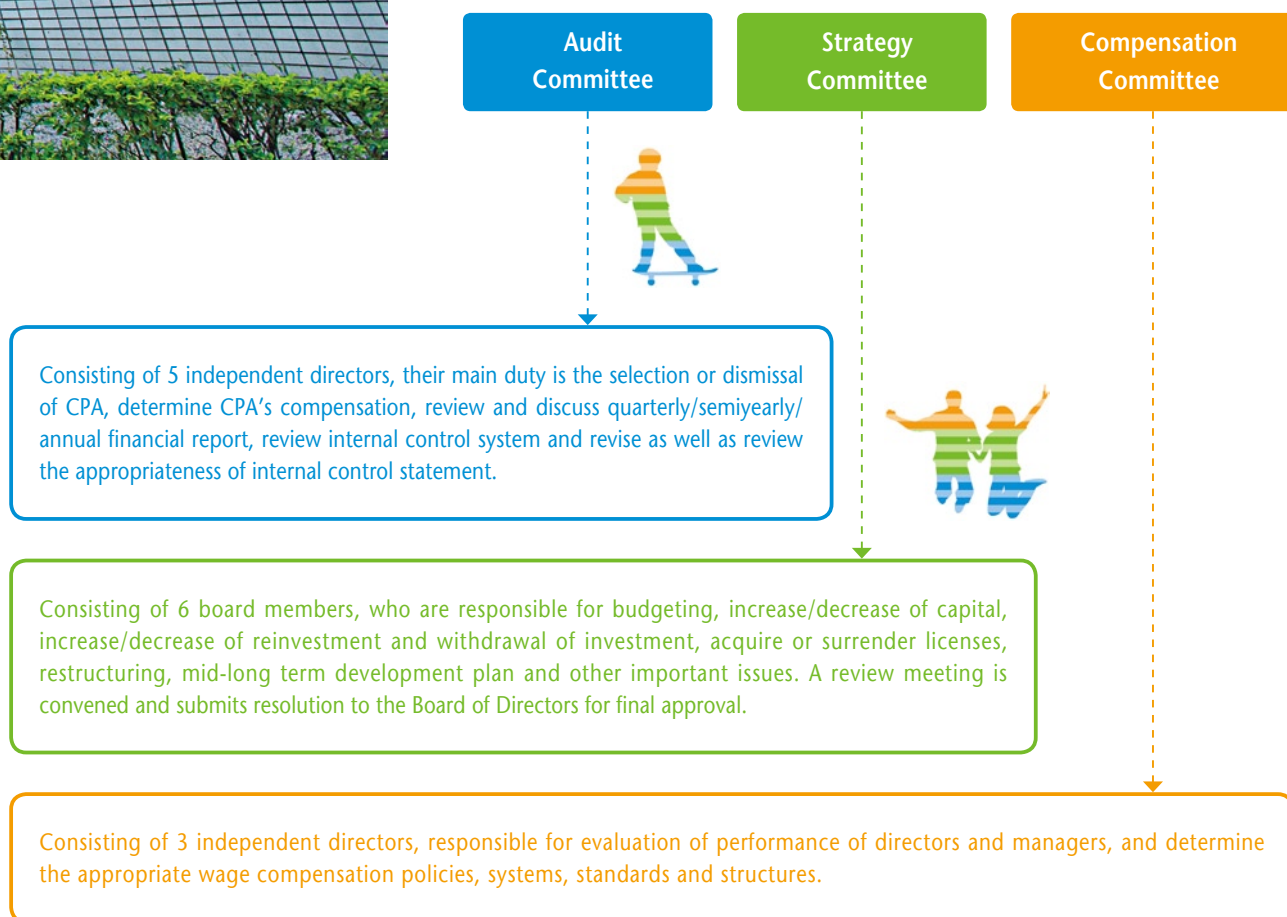 Audit
Committee
Strategy
Committee
Compensation
Committee
Consisting of 5 independent directors, their main duty is the selection or dismissal
of CPA, determine CPA’s compensation, review and discuss quarterly/semiyearly/
annual financial report, review internal control system and revise as well as review
the appropriateness of internal control statement.
Consisting of 6 board members, who are responsible for budgeting, increase/decrease of capital,
increase/decrease of reinvestment and withdrawal of investment, acquire or surrender licenses,
restructuring, mid-long term development plan and other important issues. A review meeting is
convened and submits resolution to the Board of Directors for final approval.
Consisting of 3 independent directors, responsible for evaluation of performance of directors and managers, and determine
the appropriate wage compensation policies, systems, standards and structures.